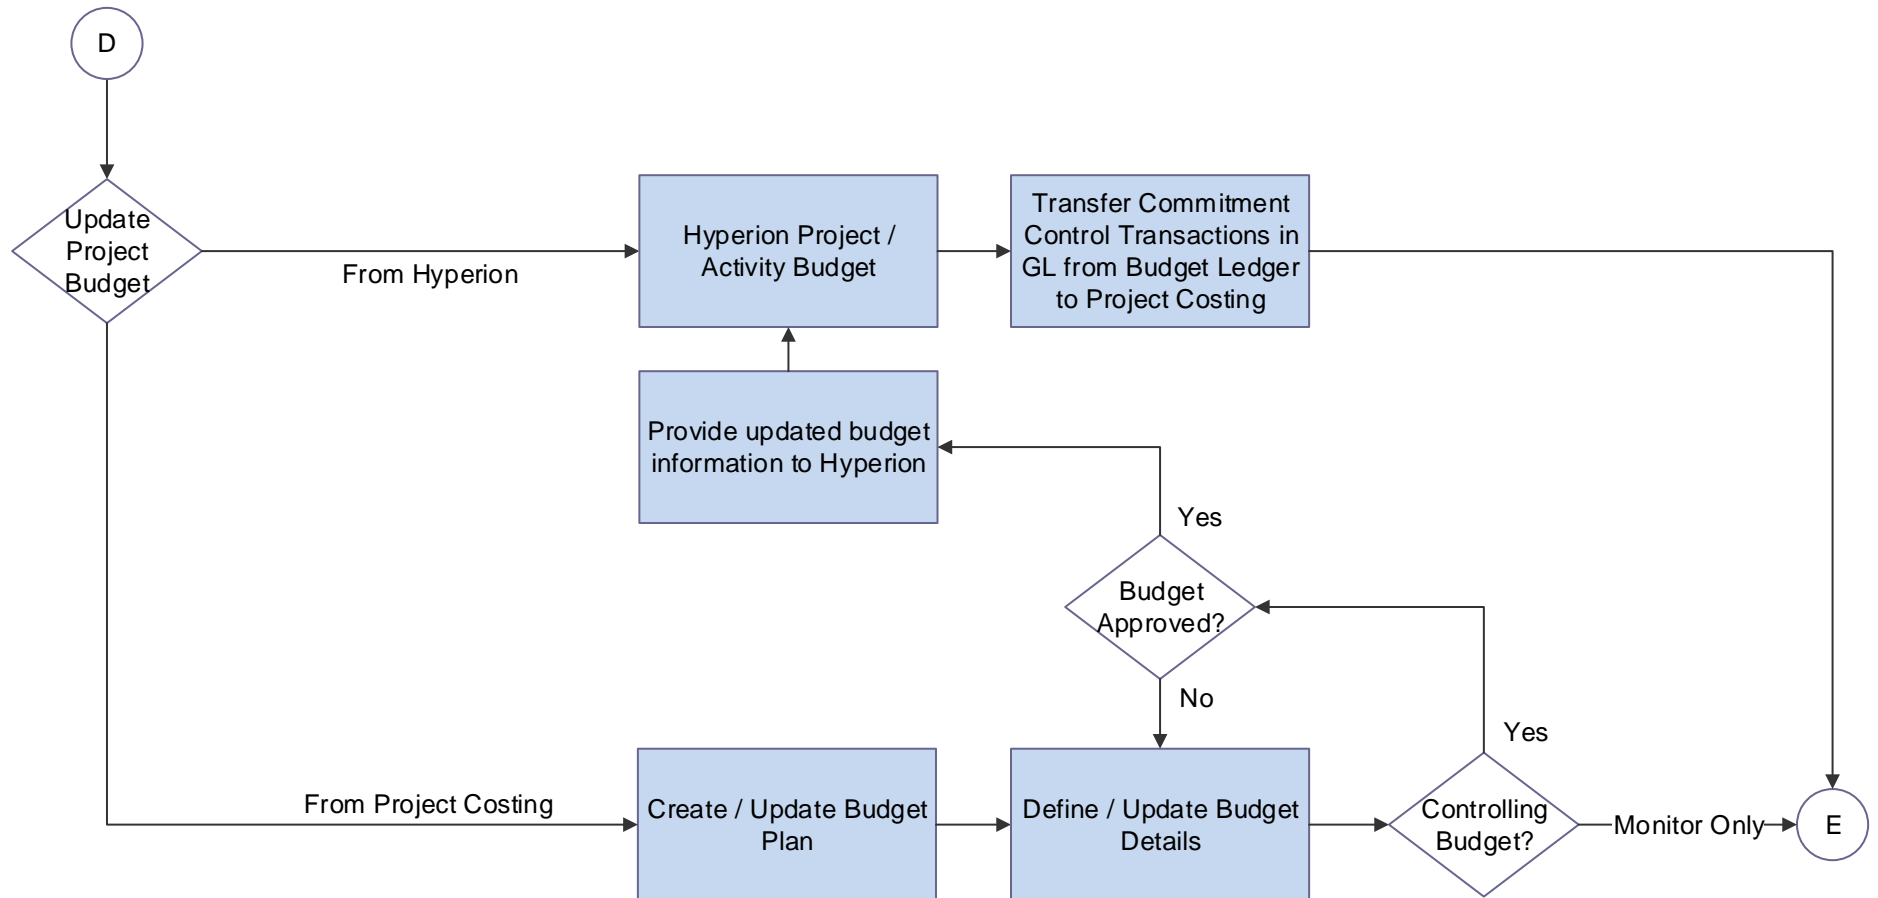 D
Update
Project
Budget
From Hyperion
Hyperion Project /
Activity Budget
Transfer Commitment
Control Transactions in
GL from Budget Ledger
to Project Costing
Provide updated budget
information to Hyperion
Yes
Budget
Approved?
No
Yes
From Project Costing
Create / Update Budget
Plan
Define / Update Budget
Details
Controlling
Budget?
Monitor Only
E